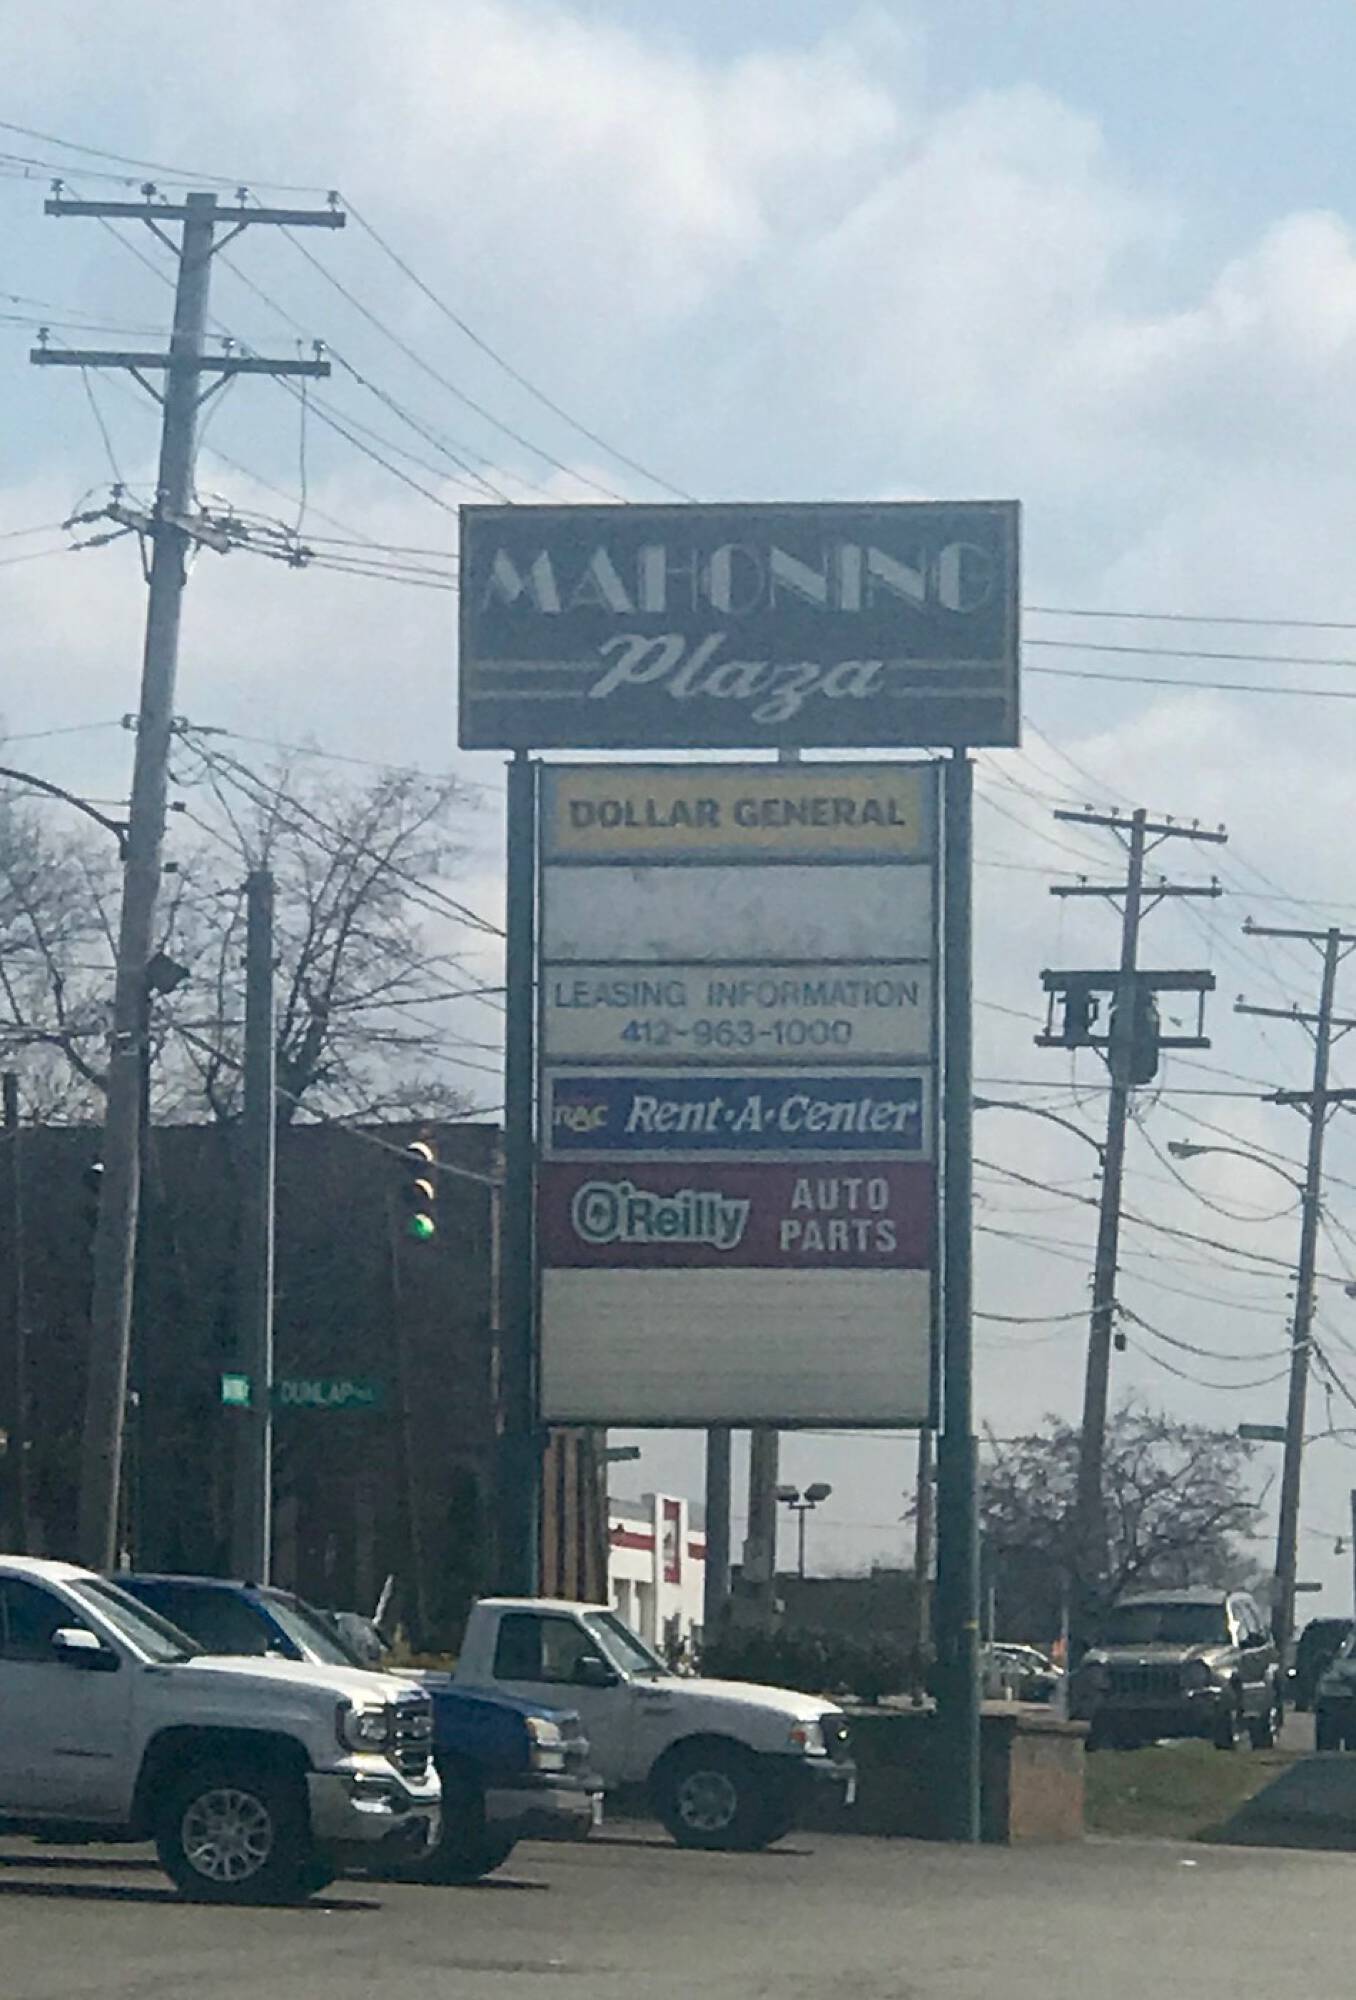 MAHONING
Plaza
DOLLAR GENERAL
LEASING INFORMATION
412-963-1000
RAC Rent-A-Center
O'Reilly AUTO
PARTS
DUNLAP